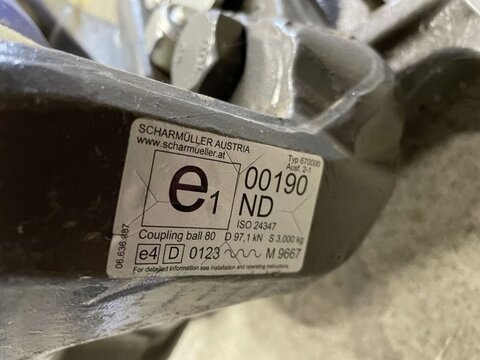 SCHARMÜLLER AUSTRIA
www.scharmueller.at
Typ 670000
Ausf. 2-1
e1
00190
ND
ISO 24347
Coupling ball 80 D 97,1 kN S 3.000 kg
e4 D 0123 M 9667
For detailed information see installation and operating instructions.
06.636.887